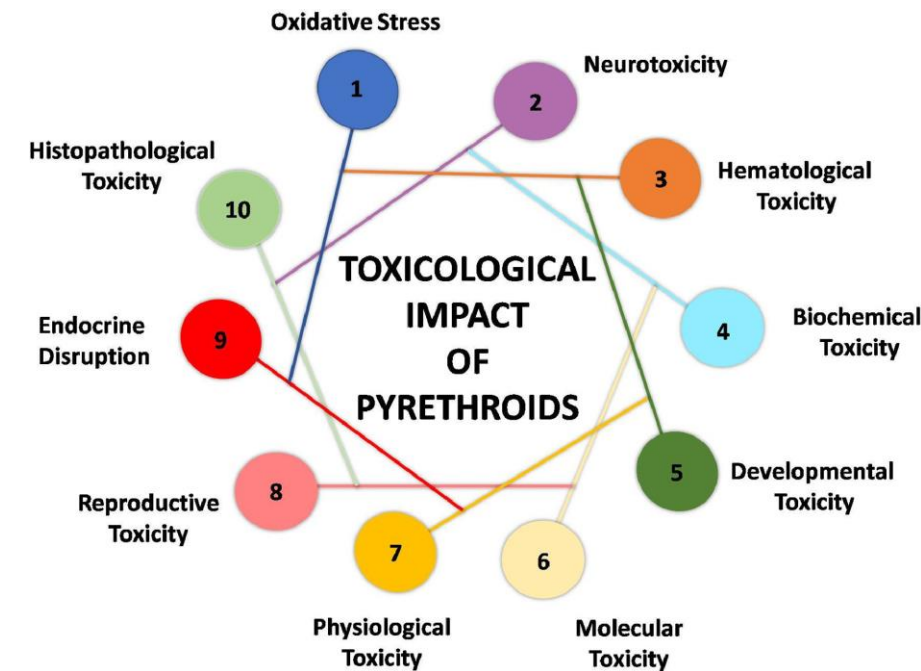 Oxidative Stress
1
Neurotoxicity
2
Hematological
Toxicity
3
Biochemical
Toxicity
4
Developmental
Toxicity
5
Molecular
Toxicity
6
Physiological
Toxicity
7
Reproductive
Toxicity
8
Endocrine
Disruption
9
Histopathological
Toxicity
10
TOXICOLOGICAL
IMPACT
OF
PYRETHROIDS